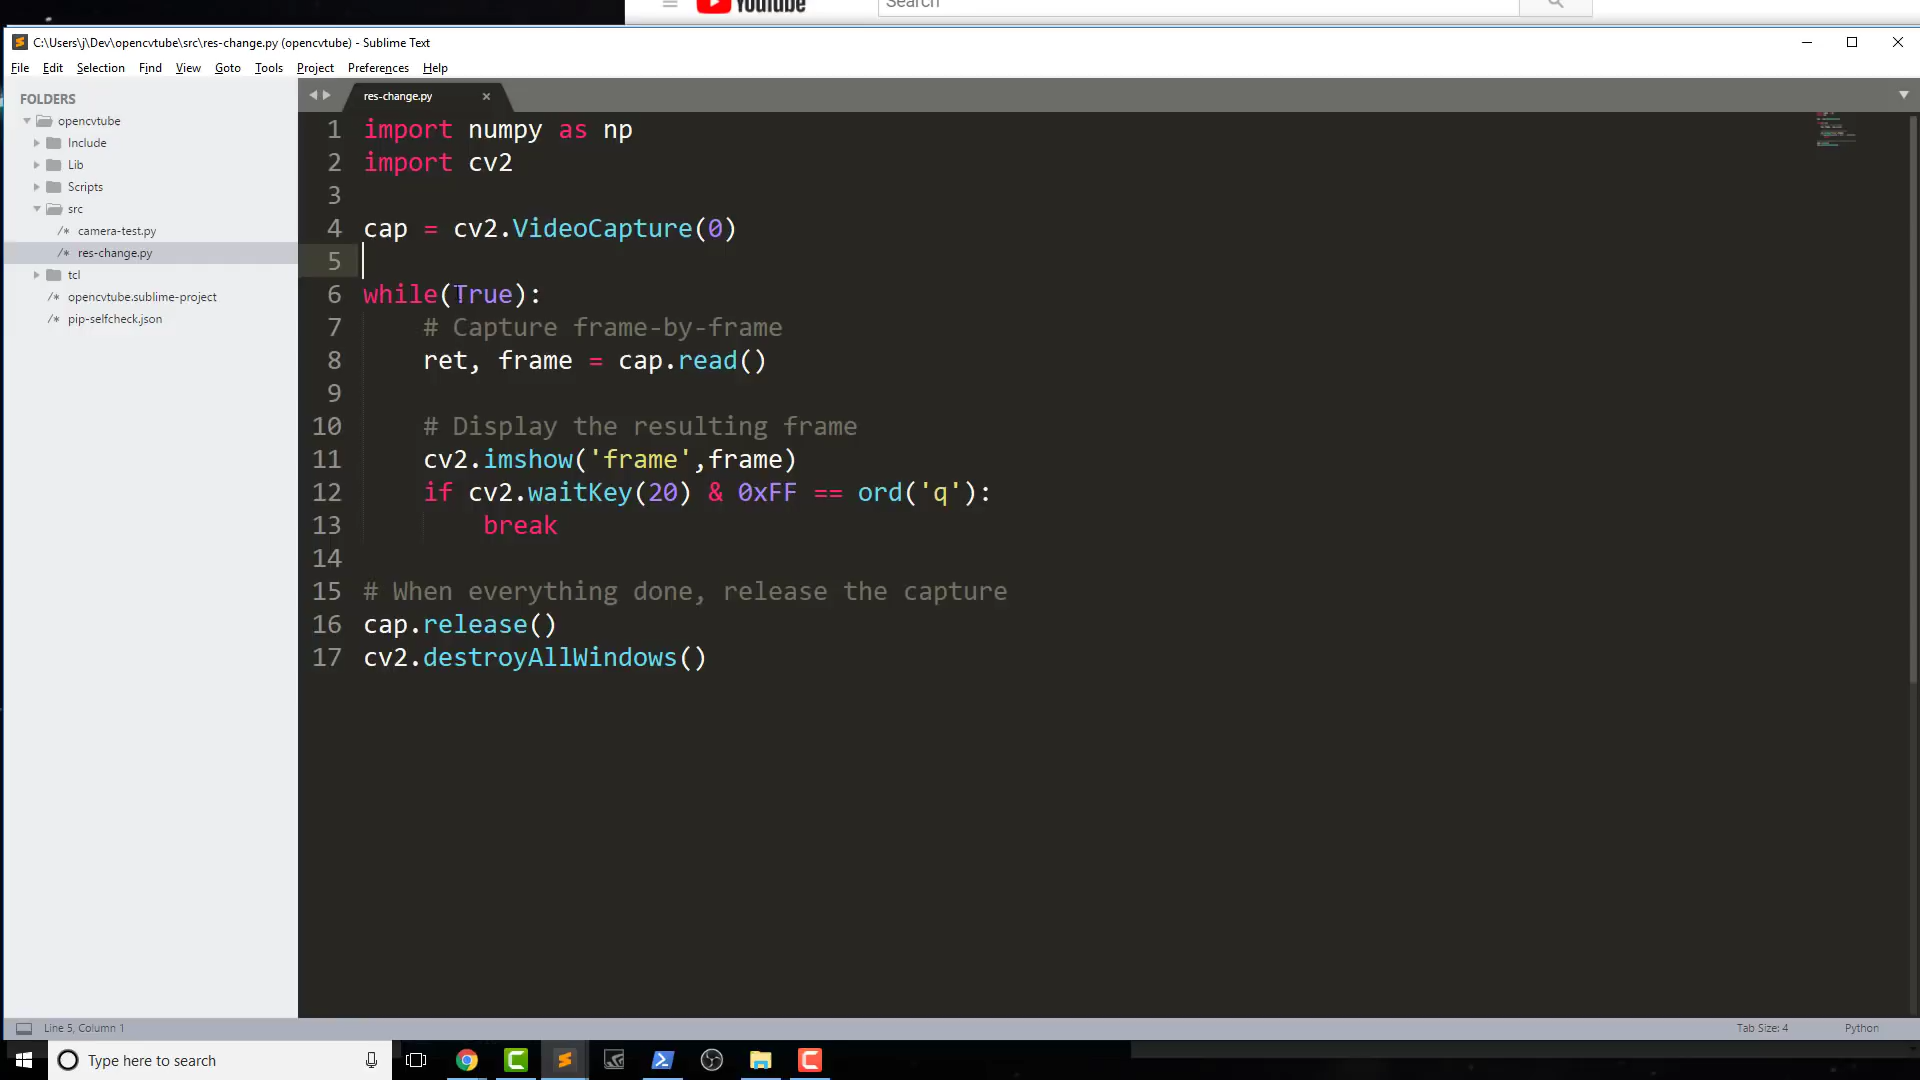 YouTube
Search
C:\Users\j\Dev\opencvtube\src\res-change.py (opencvtube) - Sublime Text
File Edit Selection Find View Goto Tools Project Preferences Help
FOLDERS
opencvtube
Include
Lib
Scripts
src
/* camera-test.py
/* res-change.py
tcl
/* opencvtube.sublime-project
/* pip-selfcheck.json
res-change.py
1 import numpy as np
2 import cv2
3
4 cap = cv2.VideoCapture(0)
5
6 while(True):
7     # Capture frame-by-frame
8     ret, frame = cap.read()
9
10     # Display the resulting frame
11     cv2.imshow('frame',frame)
12     if cv2.waitKey(20) & 0xFF == ord('q'):
13         break
14
15 # When everything done, release the capture
16 cap.release()
17 cv2.destroyAllWindows()
Line 5, Column 1
Tab Size: 4
Python
Type here to search